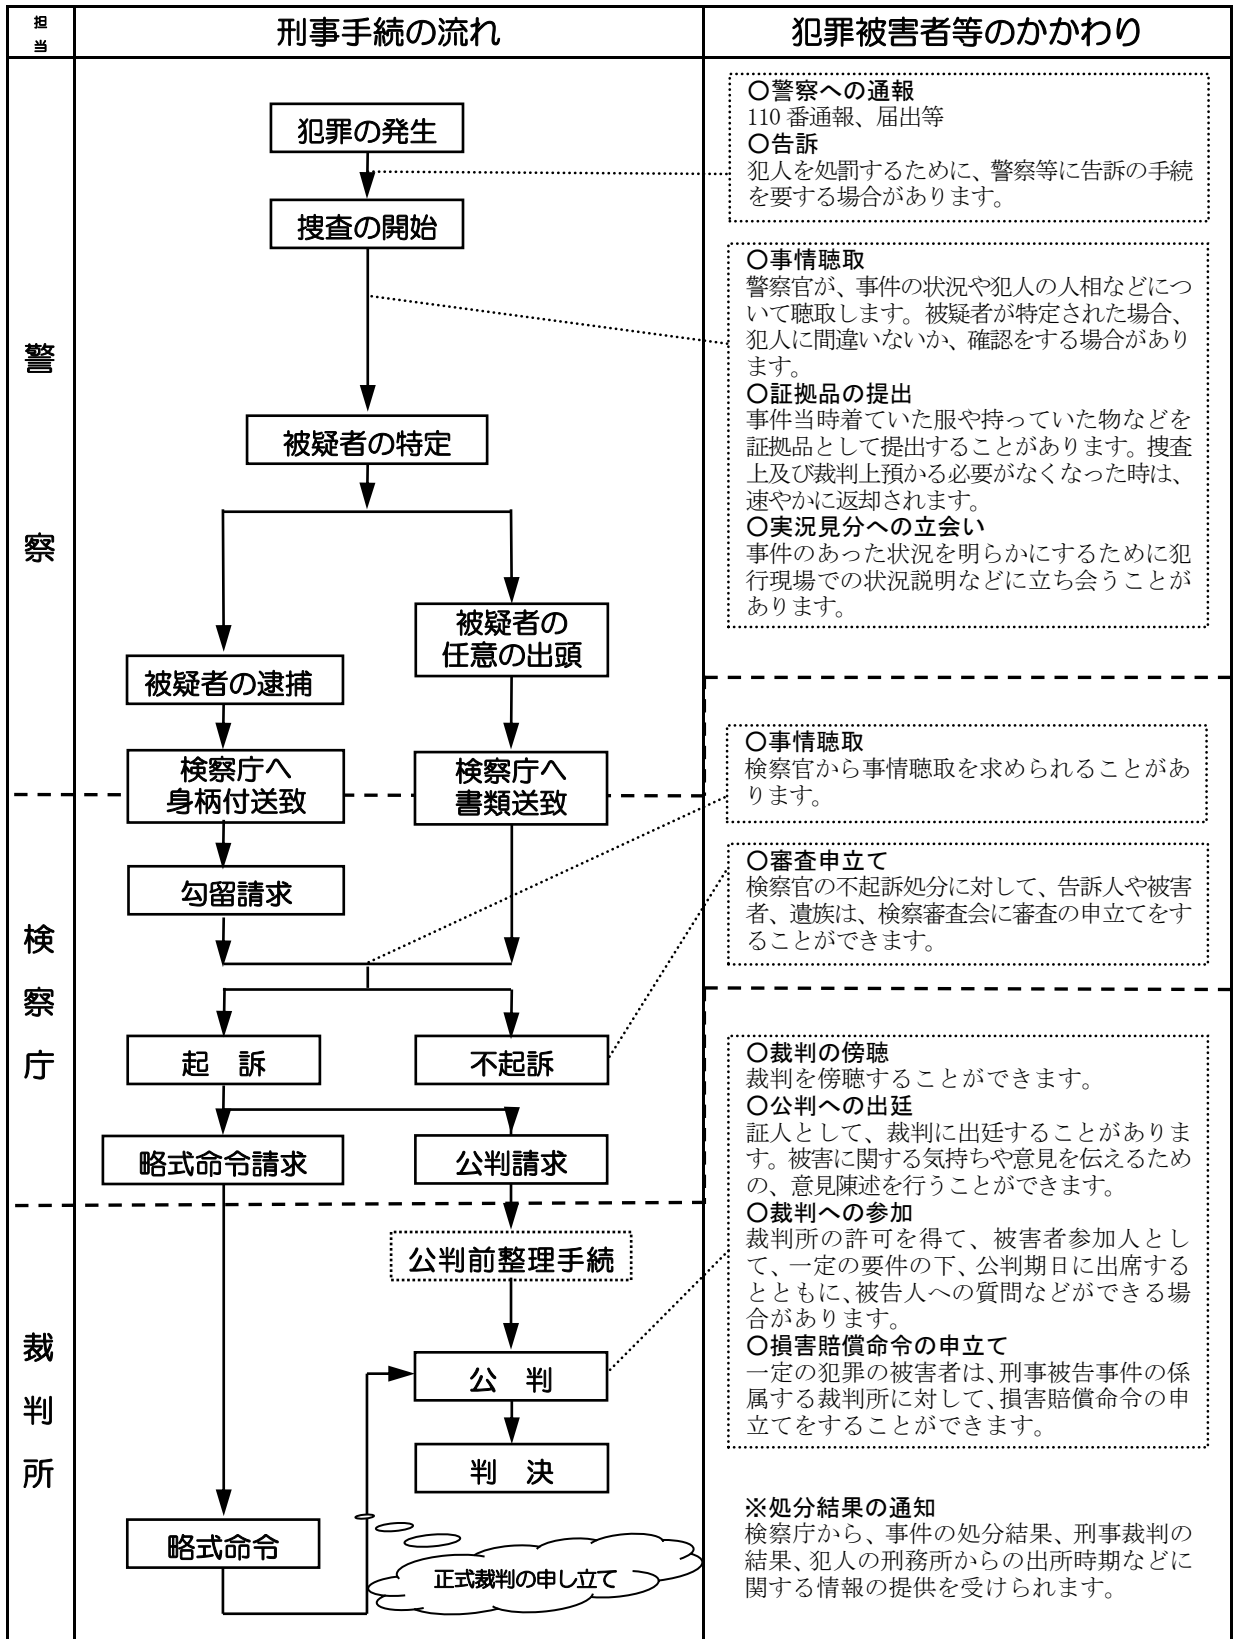 担当
刑事手続の流れ
犯罪被害者等のかかわり
警察
犯罪の発生
捜査の開始
被疑者の特定
被疑者の
任意の出頭
被疑者の逮捕
検察庁へ
身柄付送致
検察庁へ
書類送致
検察庁
勾留請求
起　訴
不起訴
略式命令請求
公判請求
裁判所
公判前整理手続
公　判
判　決
略式命令
正式裁判の申し立て
○警察への通報
110 番通報、届出等
○告訴
犯人を処罰するために、警察等に告訴の手続
を要する場合があります。
○事情聴取
警察官が、事件の状況や犯人の人相などにつ
いて聴取します。被疑者が特定された場合、
犯人に間違いないか、確認をする場合があり
ます。
○証拠品の提出
事件当時着ていた服や持っていた物などを
証拠品として提出することがあります。捜査
上及び裁判上預かる必要がなくなった時は、
速やかに返却されます。
○実況見分への立会い
事件のあった状況を明らかにするために犯
行現場での状況説明などに立ち会うことが
あります。
○事情聴取
検察官から事情聴取を求められることがあ
ります。
○審査申立て
検察官の不起訴処分に対して、告訴人や被害
者、遺族は、検察審査会に審査の申立てをす
ることができます。
○裁判の傍聴
裁判を傍聴することができます。
○公判への出廷
証人として、裁判に出廷することがありま
す。被害に関する気持ちや意見を伝えるため
の、意見陳述を行うことができます。
○裁判への参加
裁判所の許可を得て、被害者参加人とし
て、一定の要件の下、公判期日に出席する
とともに、被告人への質問などができる場
合があります。
○損害賠償命令の申立て
一定の犯罪の被害者は、刑事被告事件の係
属する裁判所に対して、損害賠償命令の申
立てをすることができます。
※処分結果の通知
検察庁から、事件の処分結果、刑事裁判の
結果、犯人の刑務所からの出所時期などに
関する情報の提供を受けられます。